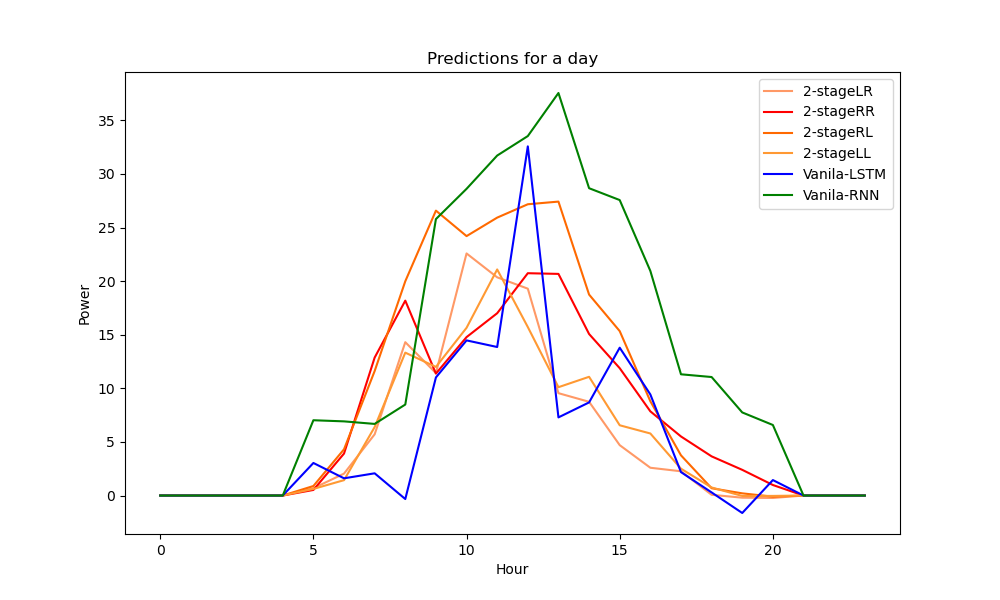 Predictions for a day
2-stageLR
2-stageRR
2-stageRL
2-stageLL
Vanila-LSTM
Vanila-RNN
Power
35
30
25
20
15
10
5
0
0 5 10 15 20
Hour